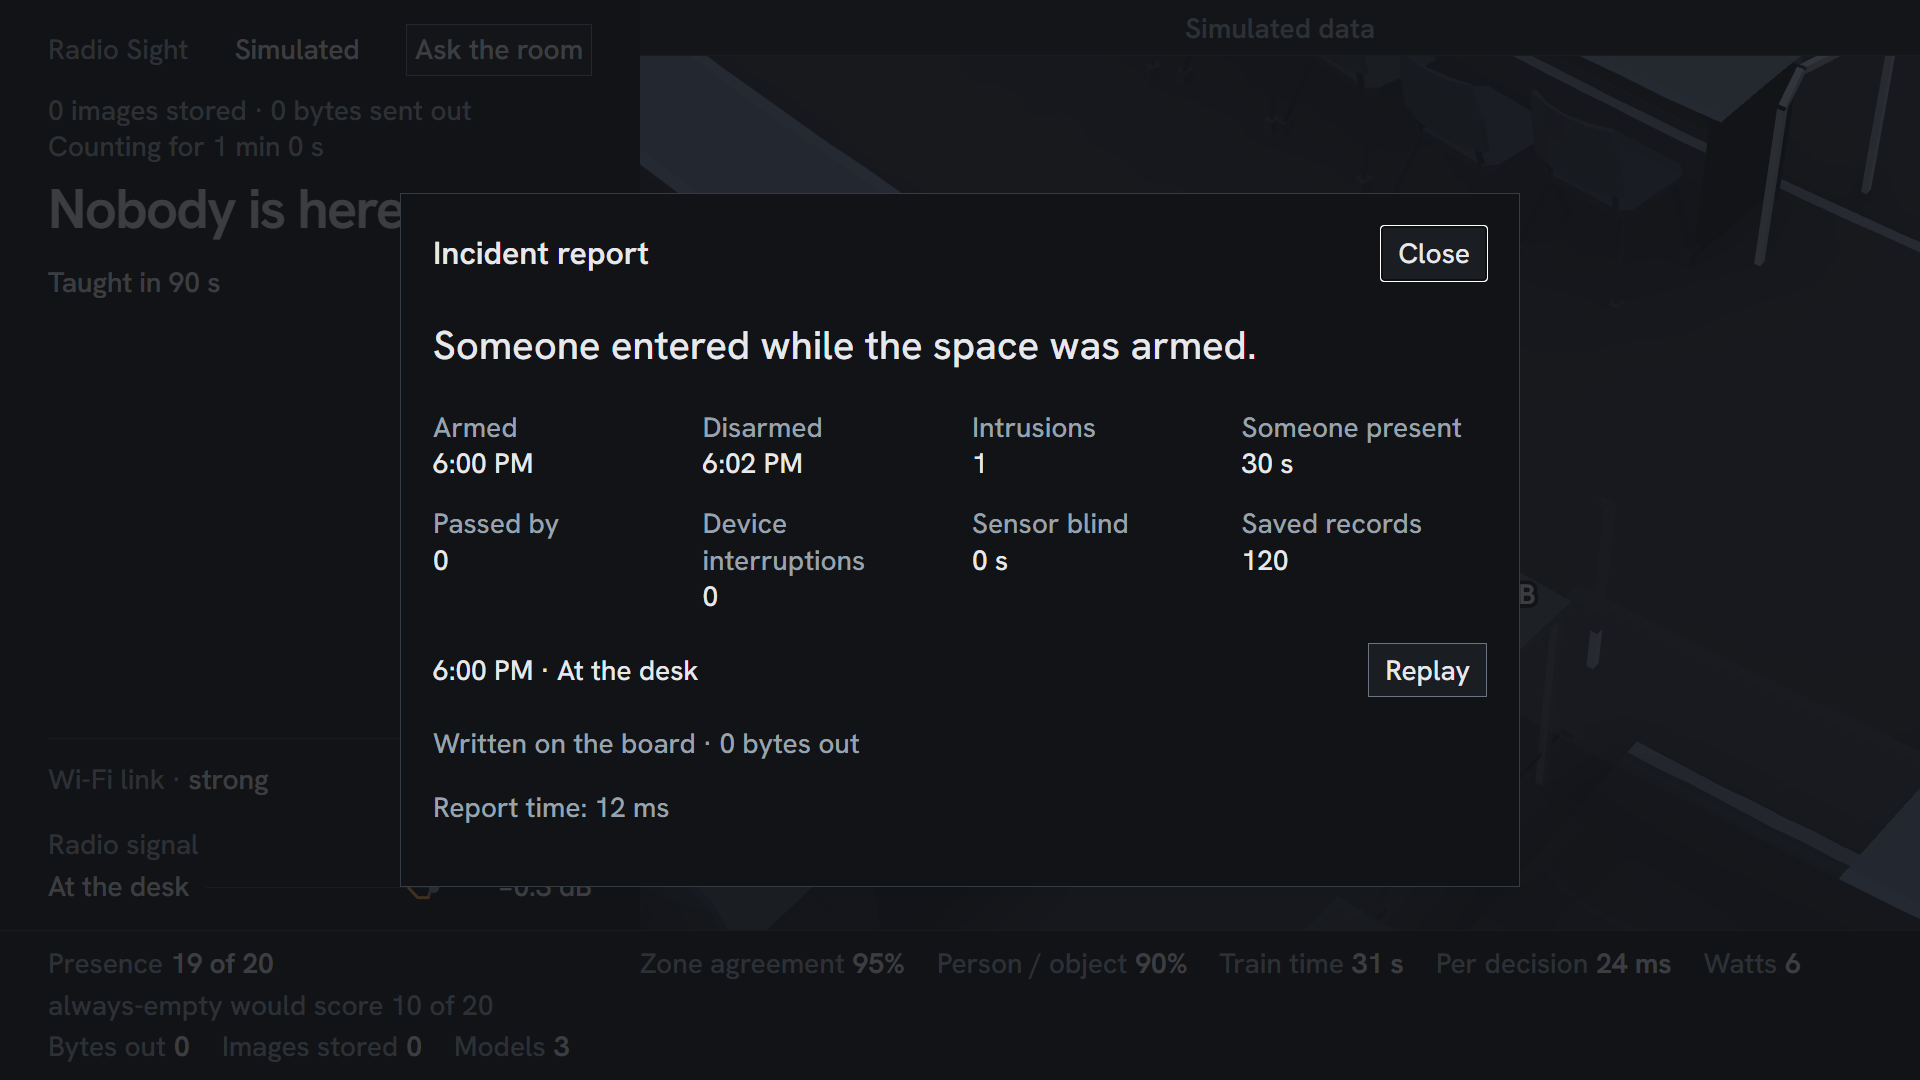 Radio Sight Simulated Ask the room
Simulated data
0 images stored · 0 bytes sent out
Counting for 1 min 0 s
Nobody is here
Taught in 90 s
Incident report
Close
Someone entered while the space was armed.
Armed Disarmed Intrusions Someone present
6:00 PM 6:02 PM 1 30 s
Passed by Device interruptions Sensor blind Saved records
0 0 0 s 120
6:00 PM · At the desk
Replay
Written on the board · 0 bytes out
Report time: 12 ms
B
Wi-Fi link · strong
Radio signal
At the desk
Presence 19 of 20
always-empty would score 10 of 20
Bytes out 0 Images stored 0 Models 3
Zone agreement 95% Person / object 90% Train time 31 s Per decision 24 ms Watts 6